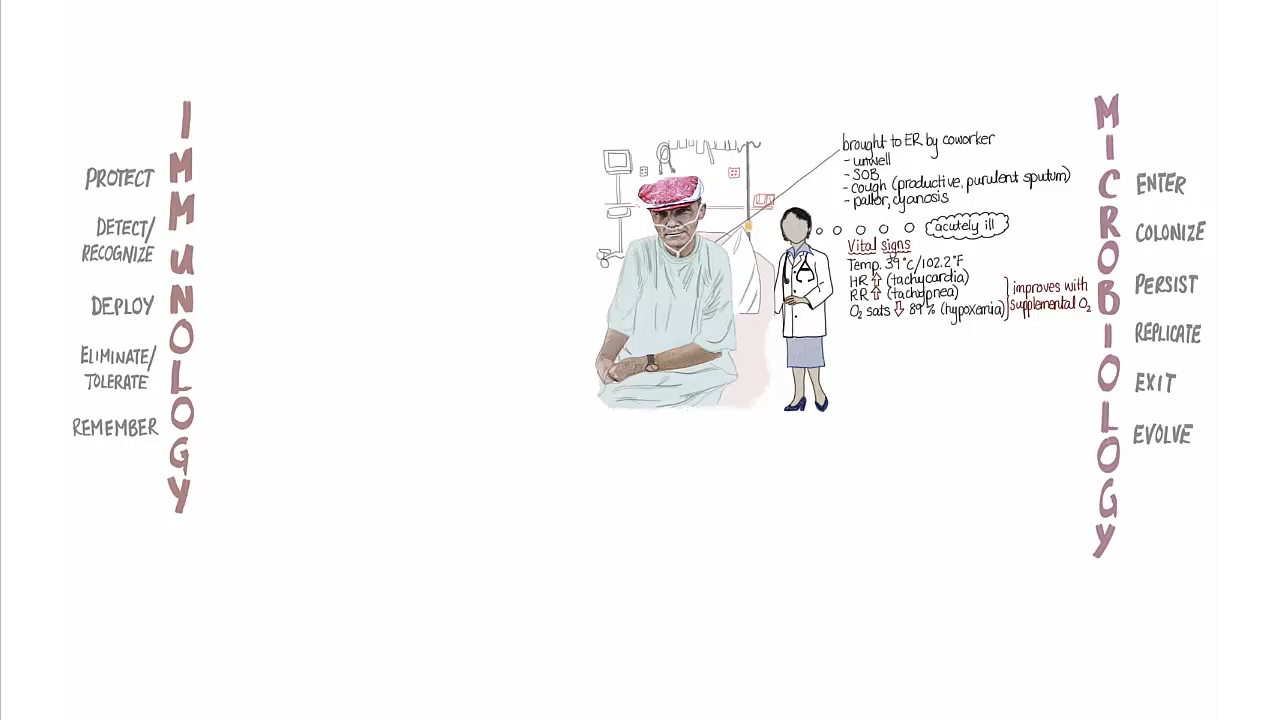 IMMUNOLOGY
PROTECT
DETECT/
RECOGNIZE
DEPLOY
ELIMINATE/
TOLERATE
REMEMBER
brought to ER by coworker
- unwell
- SOB
- cough (productive, purulent sputum)
- pallor, cyanosis
acutely ill
Vital signs
Temp. 39°C/102.2°F
HR ⇧ (tachycardia)
RR ⇧ (tachypnea)
O₂ sats ⇩ 89% (hypoxemia)
improves with
supplemental O₂
MICROBIOLOGY
ENTER
COLONIZE
PERSIST
REPLICATE
EXIT
EVOLVE